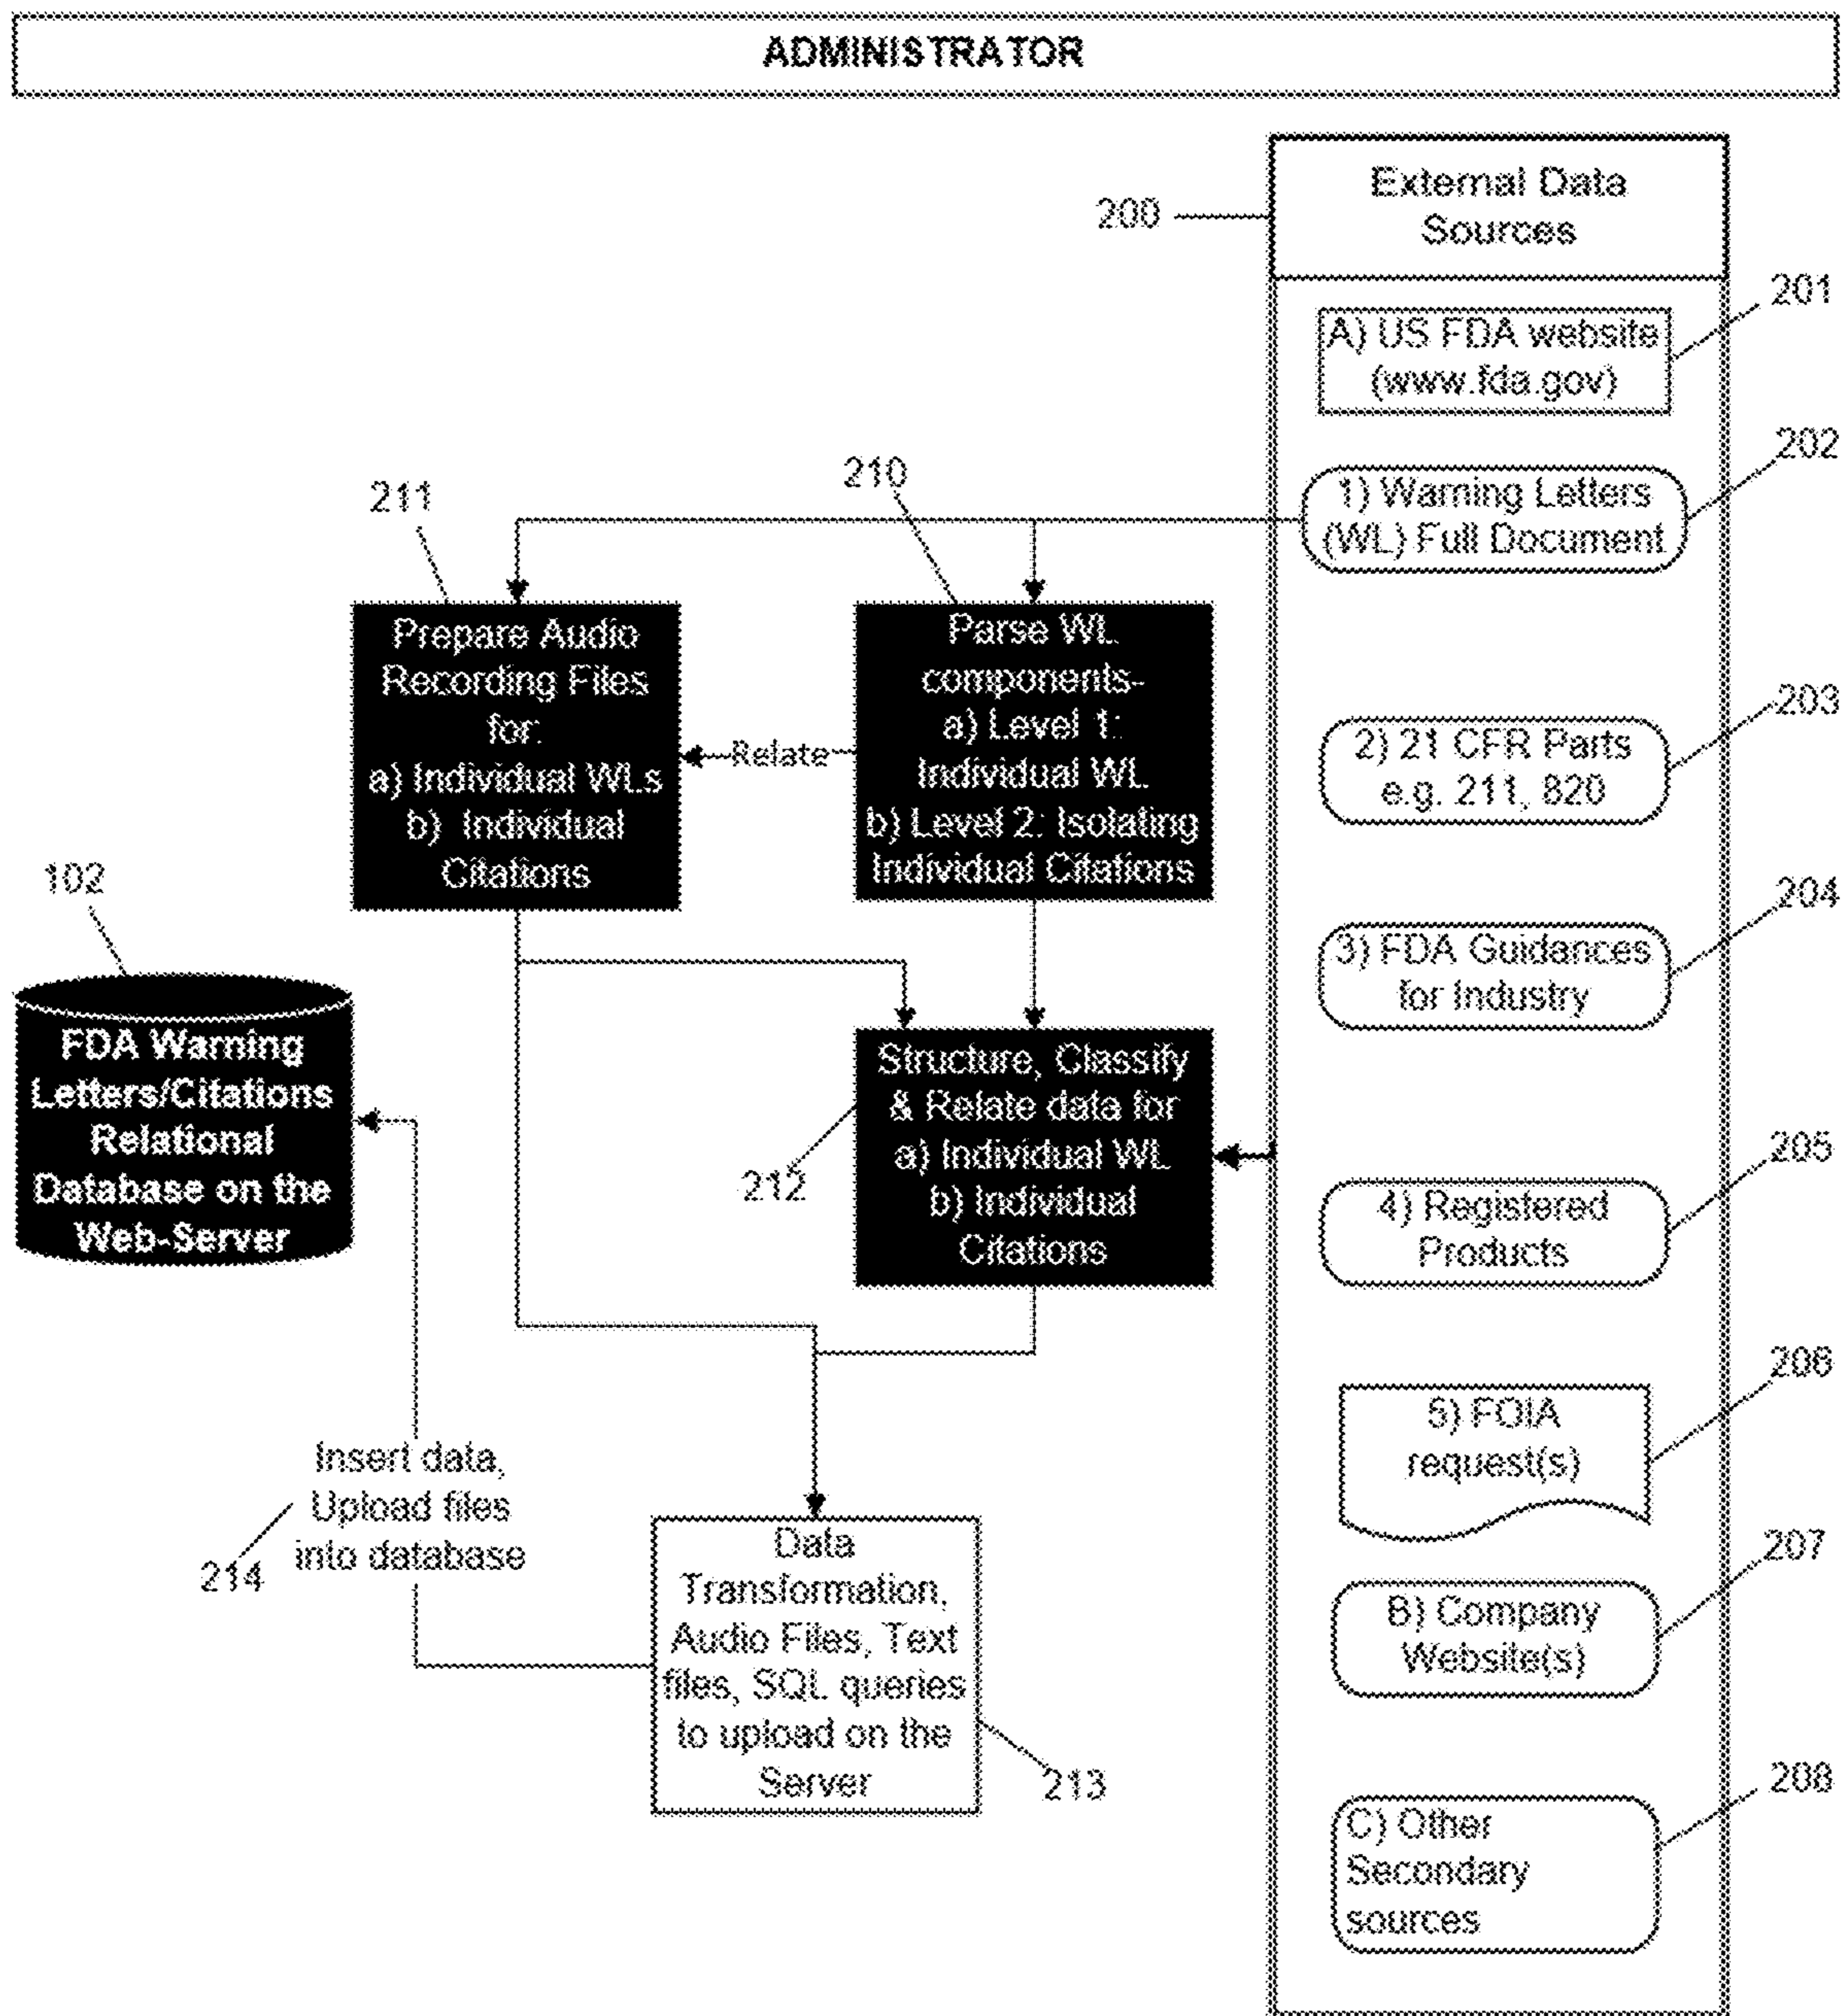 ADMINISTRATOR
200
External Data
Sources
201
A) US FDA website
(www.fda.gov)
202
1) Warning Letters
(WL) Full Document
210
211
Prepare Audio
Recording Files
for:
a) Individual WLs
b) Individual
Citations
Relate
Parse WL
components-
a) Level 1:
Individual WL
b) Level 2: Isolating
Individual Citations
203
2) 21 CFR Parts
e.g. 211, 820
204
3) FDA Guidances
for Industry
102
FDA Warning
Letters/Citations
Relational
Database on the
Web-Server
Structure, Classify
& Relate data for
a) Individual WL
b) Individual
Citations
212
205
4) Registered
Products
206
5) FOIA
request(s)
Insert data,
Upload files
into database
214
Data
Transformation,
Audio Files, Text
files, SQL queries
to upload on the
Server
213
207
B) Company
Website(s)
208
C) Other
Secondary
sources